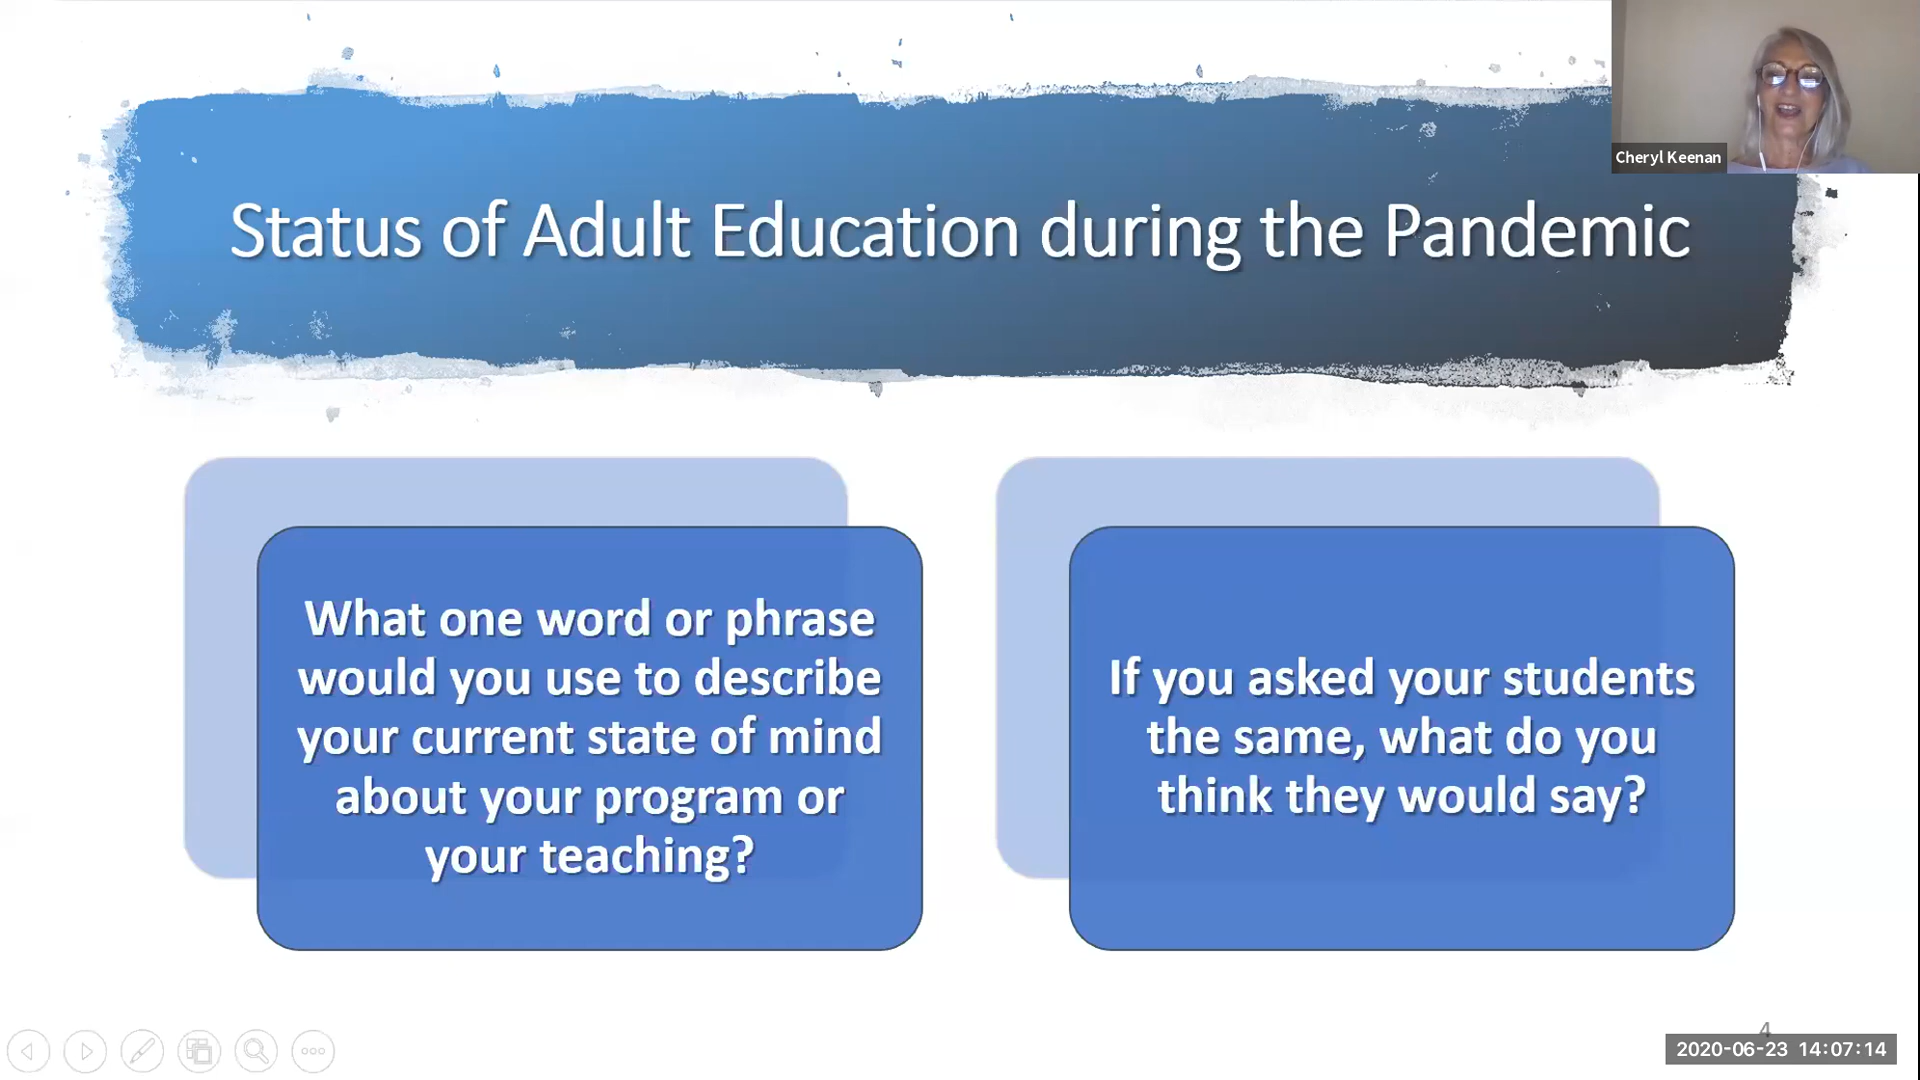 Cheryl Keenan
Status of Adult Education during the Pandemic
What one word or phrase
would you use to describe
your current state of mind
about your program or
your teaching?
If you asked your students
the same, what do you
think they would say?
4
2020-06-23 14:07:14